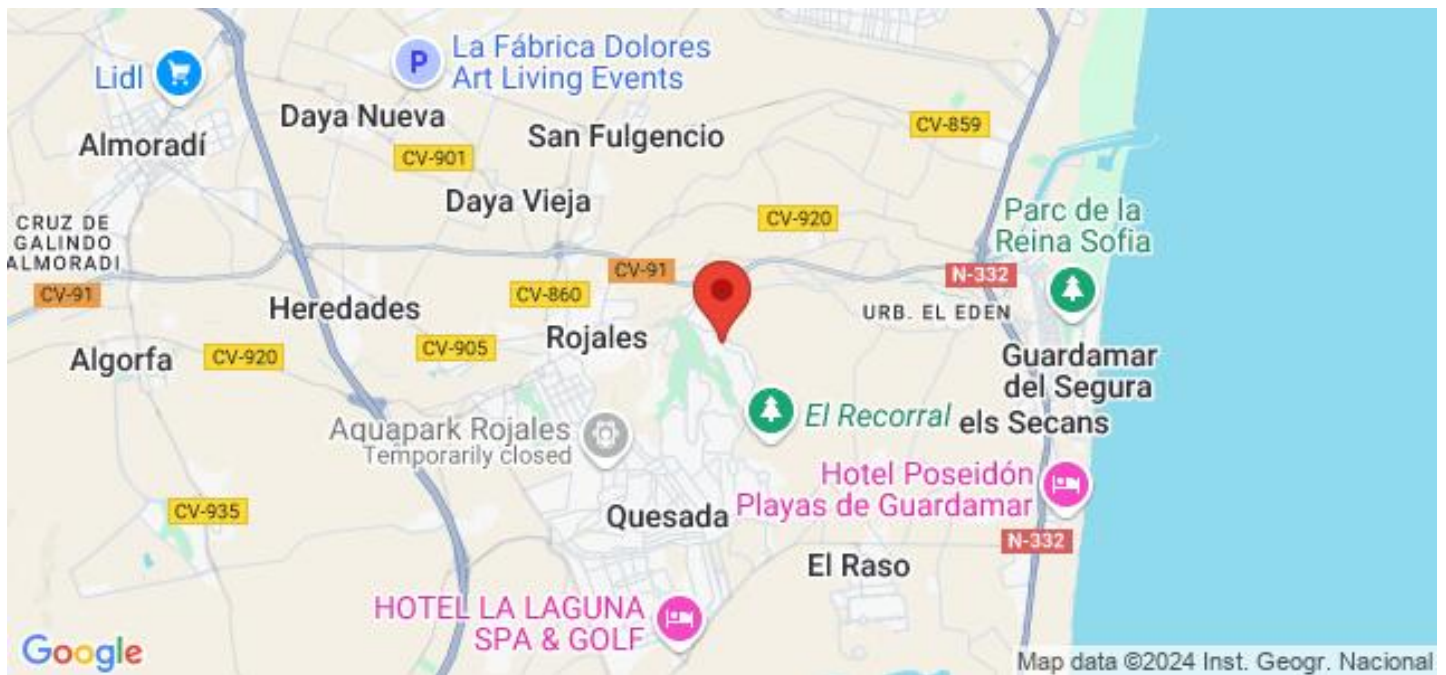 La Fábrica Dolores
Art Living Events
P
Lidl
Daya Nueva
CV-859
San Fulgencio
Almoradí
CV-901
Daya Vieja
CV-920
Parc de la
Reina Sofia
CRUZ DE
GALINDO
ALMORADI
CV-91
N-332
CV-91
CV-860
Heredades
URB. EL EDEN
Rojales
CV-905
Algorfa
CV-920
Guardamar
del Segura
El Recorral
els Secans
Aquapark Rojales
Temporarily closed
Hotel Poseidón
Playas de Guardamar
CV-935
Quesada
N-332
El Raso
HOTEL LA LAGUNA
SPA & GOLF
Google
Map data ©2024 Inst. Geogr. Nacional